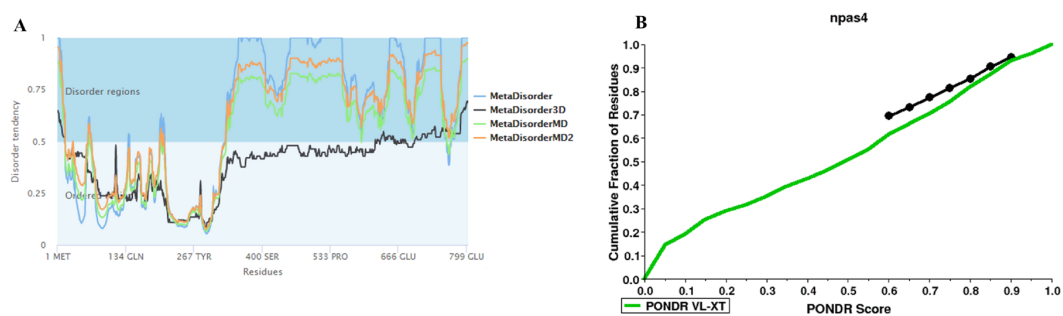 A
1
0.75
0.5
0.25
0
Disorder tendency
Disorder regions
Ordered
1 MET
134 GLN
267 TYR
400 SER
533 PRO
666 GLU
799 GLU
Residues
MetaDisorder
MetaDisorder3D
MetaDisorderMD
MetaDisorderMD2
B
npas4
1.0
0.9
0.8
0.7
0.6
0.5
0.4
0.3
0.2
0.1
0.0
Cumulative Fraction of Residues
0.0 0.1 0.2 0.3 0.4 0.5 0.6 0.7 0.8 0.9 1.0
PONDR Score
PONDR VL-XT